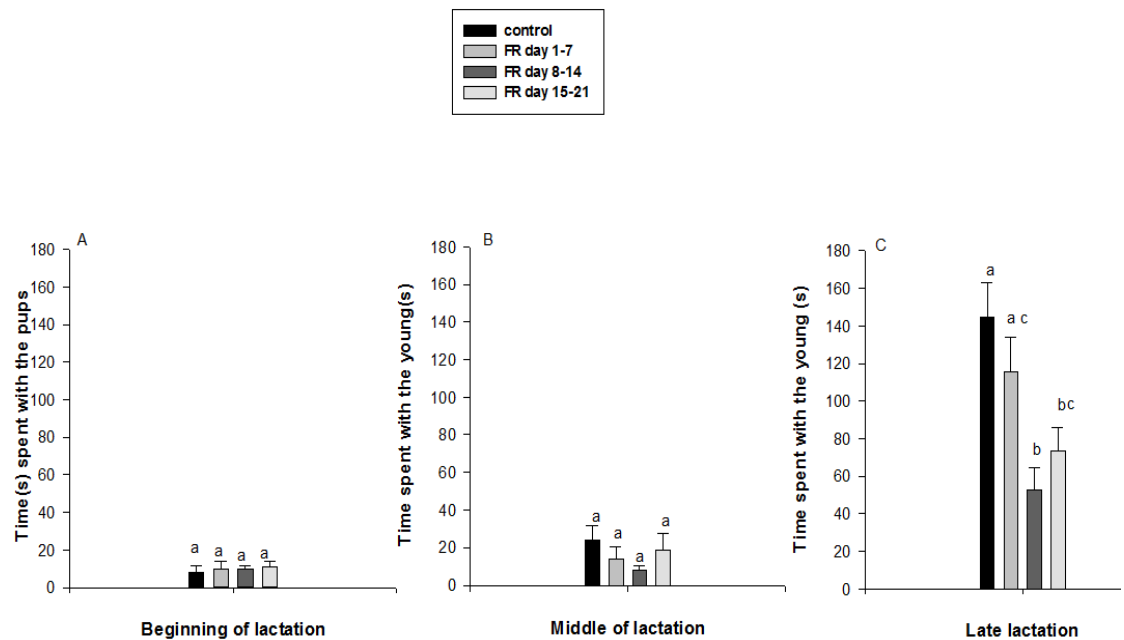 control
FR day 1-7
FR day 8-14
FR day 15-21
A
180
160
140
120
100
80
60
40
20
0
Time(s) spent with the pups
a a a a
Beginning of lactation
B
180
160
140
120
100
80
60
40
20
0
Time spent with the young(s)
a a a a
Middle of lactation
C
180
160
140
120
100
80
60
40
20
0
Time spent with the young (s)
a
a c
b
bc
Late lactation